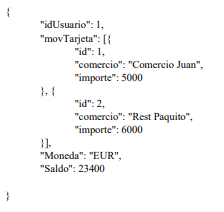 {
"idUsuario": 1,
"movTarjeta": [{
"id": 1,
"comercio": "Comercio Juan",
"importe": 5000
}, {
"id": 2,
"comercio": "Rest Paquito",
"importe": 6000
}],
"Moneda": "EUR",
"Saldo": 23400
}